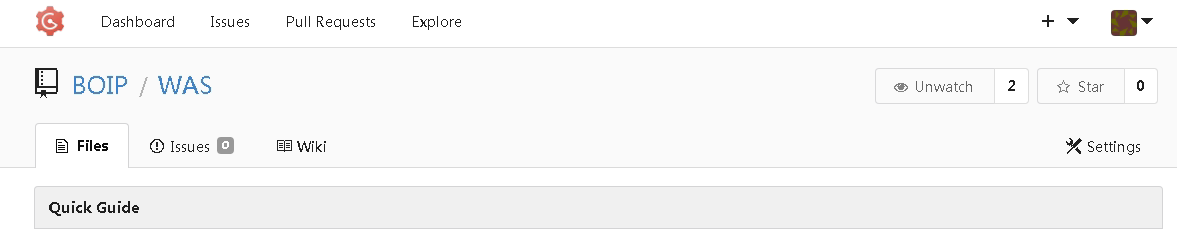 Dashboard Issues Pull Requests Explore
BOIP / WAS Unwatch 2 Star 0
Files Issues 0 Wiki Settings
Quick Guide